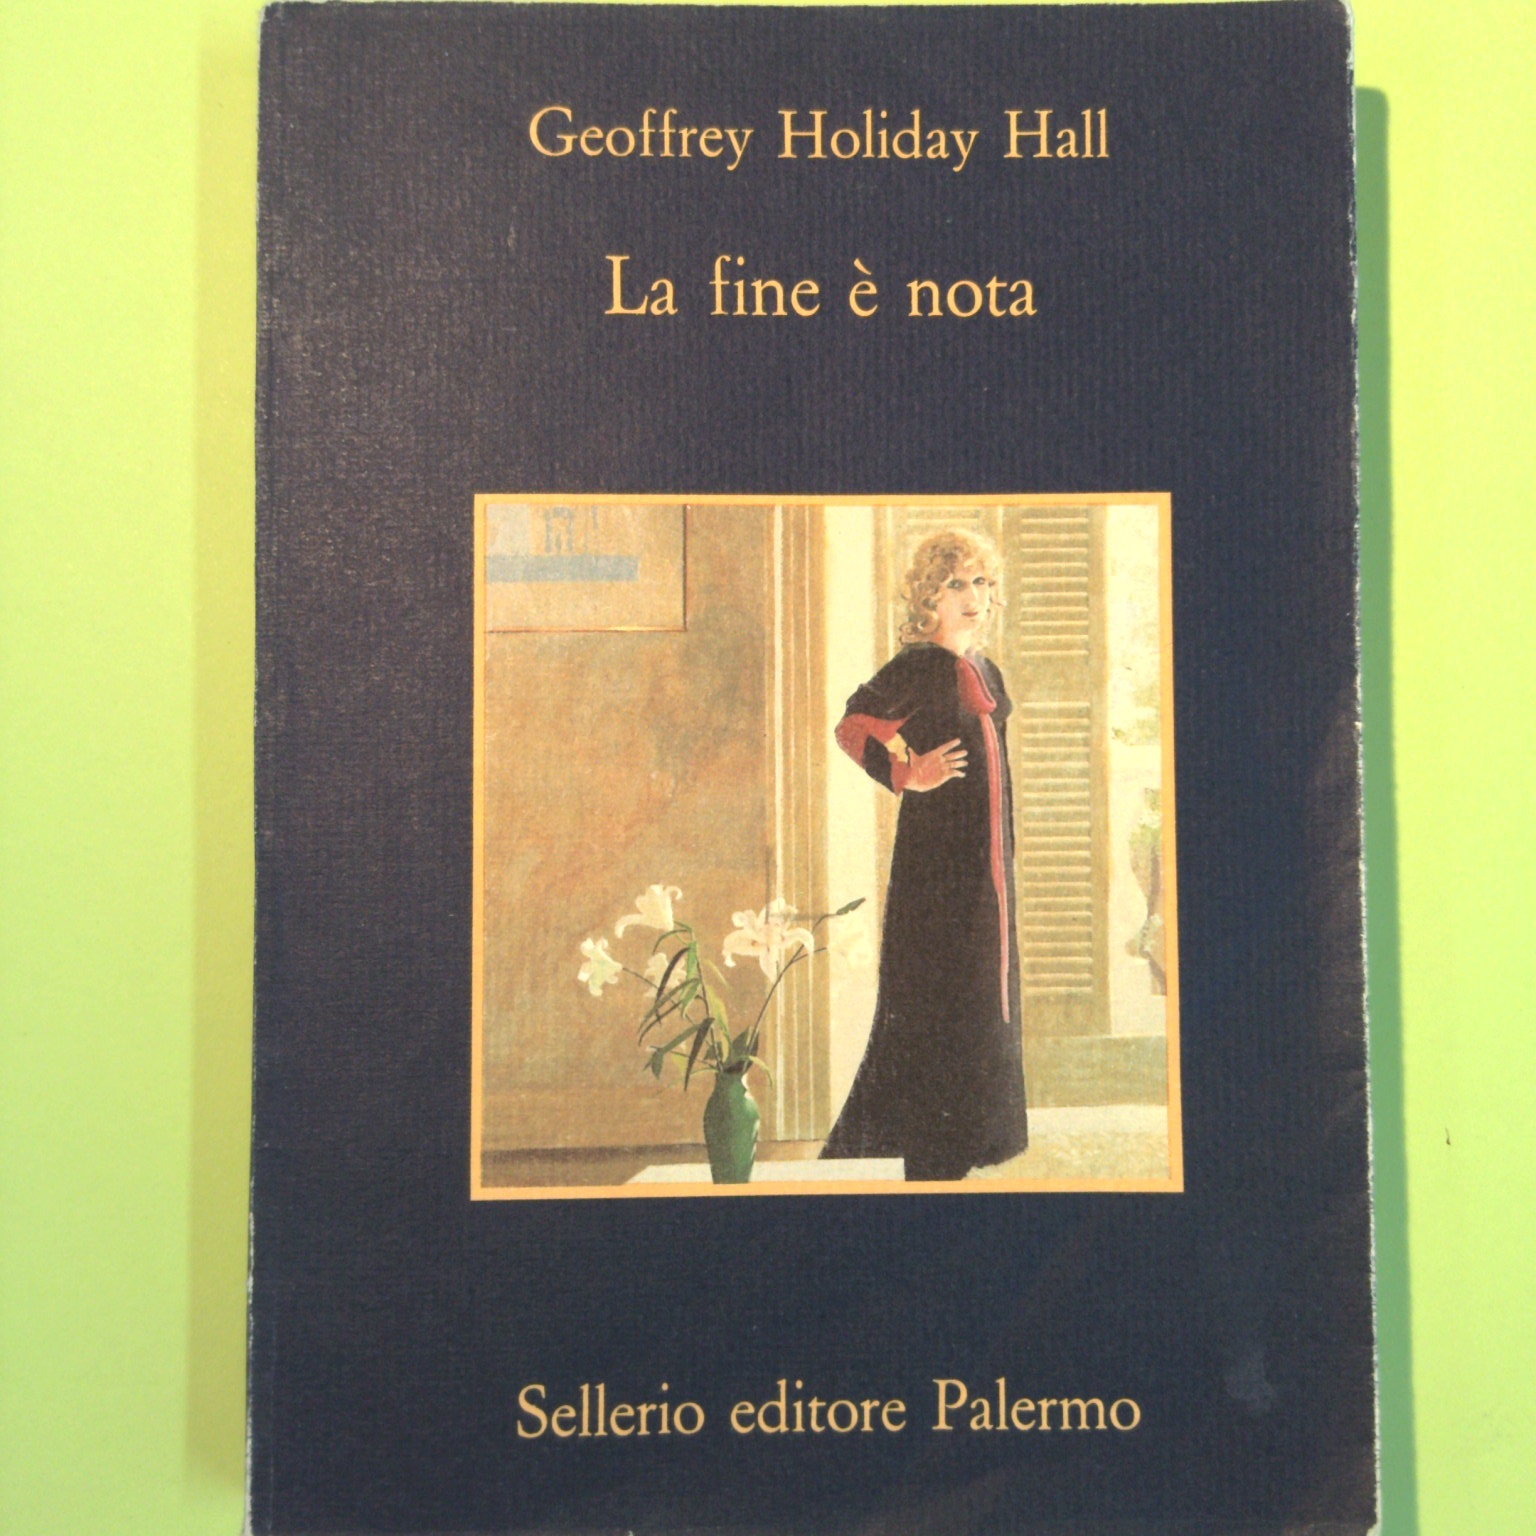 Geoffrey Holiday Hall
La fine è nota
Sellerio editore Palermo